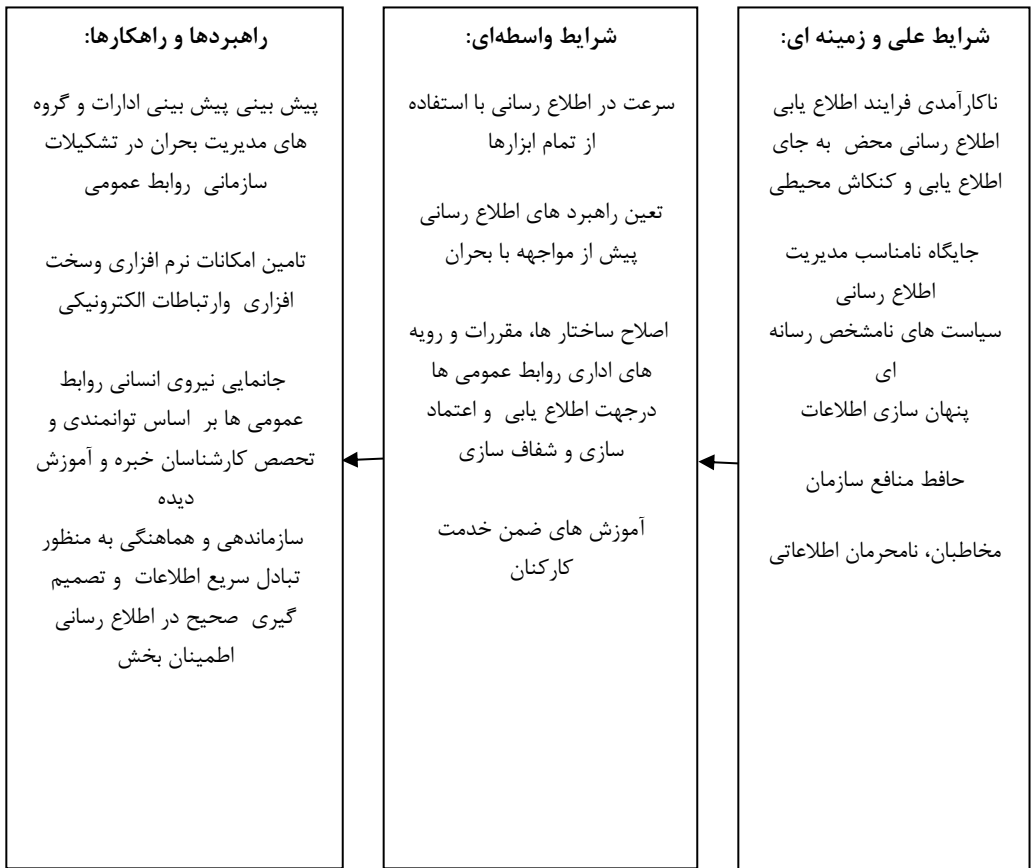 شرایط علی و زمینه ای:
ناکارآمدی فرایند اطلاع یابی
اطلاع رسانی محض به جای
اطلاع یابی و کنکاش محیطی
جایگاه نامناسب مدیریت
اطلاع رسانی
سیاست های نامشخص رسانه
ای
پنهان سازی اطلاعات
حافط منافع سازمان
مخاطبان، نامحرمان اطلاعاتی
شرایط واسطه‌ای:
سرعت در اطلاع رسانی با استفاده
از تمام ابزارها
تعین راهبرد های اطلاع رسانی
پیش از مواجهه با بحران
اصلاح ساختار ها، مقررات و رویه
های اداری روابط عمومی ها
درجهت اطلاع یابی و اعتماد
سازی و شفاف سازی
آموزش های ضمن خدمت
کارکنان
راهبردها و راهکارها:
پیش بینی پیش بینی ادارات و گروه
های مدیریت بحران در تشکیلات
سازمانی روابط عمومی
تامین امکانات نرم افزاری وسخت
افزاری وارتباطات الکترونیکی
جانمایی نیروی انسانی روابط
عمومی ها بر اساس توانمندی و
تحصص کارشناسان خبره و آموزش
دیده
سازماندهی و هماهنگی به منظور
تبادل سریع اطلاعات و تصمیم
گیری صحیح در اطلاع رسانی
اطمینان بخش